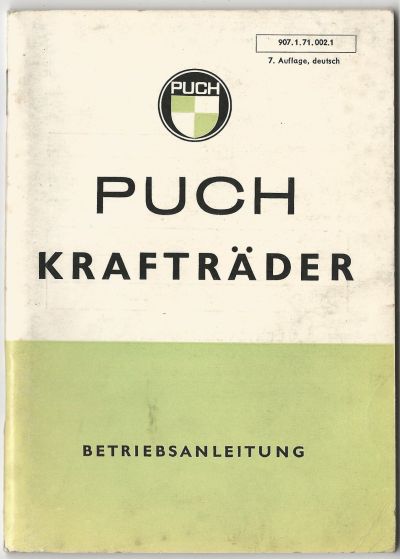 907.1.71.002.1
7. Auflage, deutsch
PUCH
PUCH
KRAFTRÄDER
BETRIEBSANLEITUNG